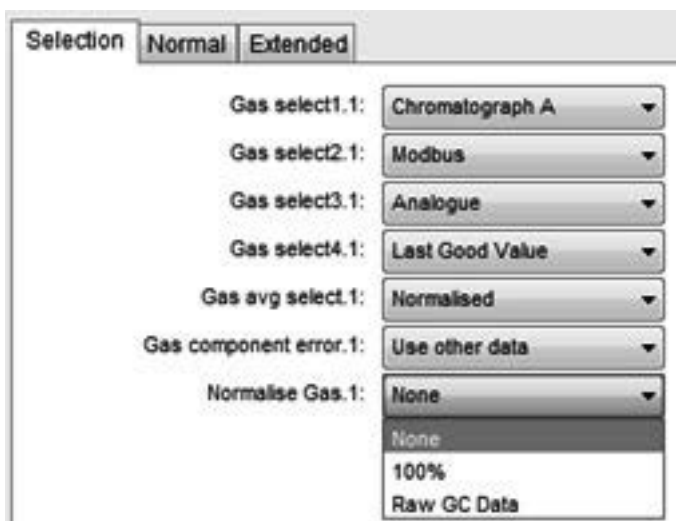 Selection Normal Extended
Gas select1.1: Chromatograph A
Gas select2.1: Modbus
Gas select3.1: Analogue
Gas select4.1: Last Good Value
Gas avg select.1: Normalised
Gas component error.1: Use other data
Normalise Gas.1: None
None
100%
Raw GC Data